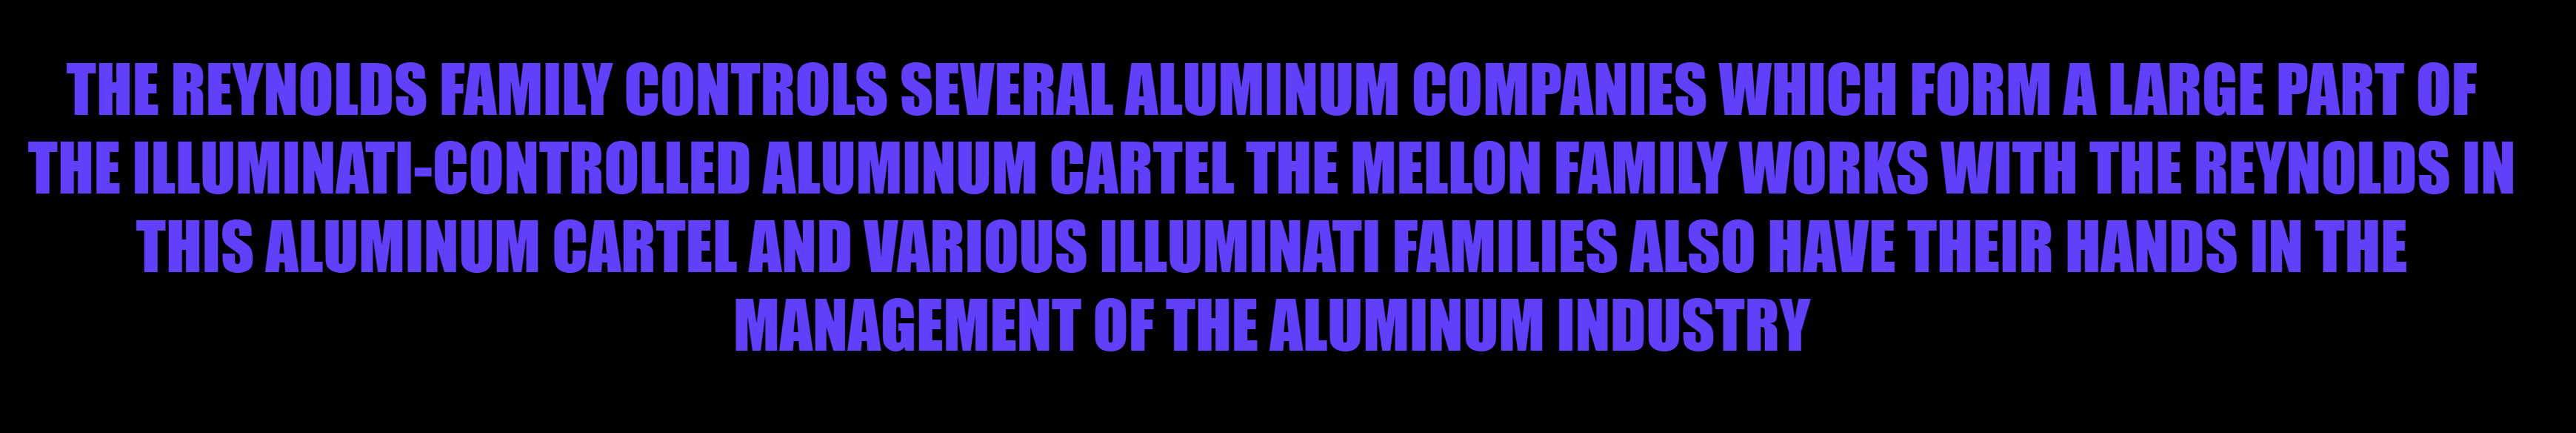 THE REYNOLDS FAMILY CONTROLS SEVERAL ALUMINUM COMPANIES WHICH FORM A LARGE PART OF
THE ILLUMINATI-CONTROLLED ALUMINUM CARTEL THE MELLON FAMILY WORKS WITH THE REYNOLDS IN
THIS ALUMINUM CARTEL AND VARIOUS ILLUMINATI FAMILIES ALSO HAVE THEIR HANDS IN THE
MANAGEMENT OF THE ALUMINUM INDUSTRY